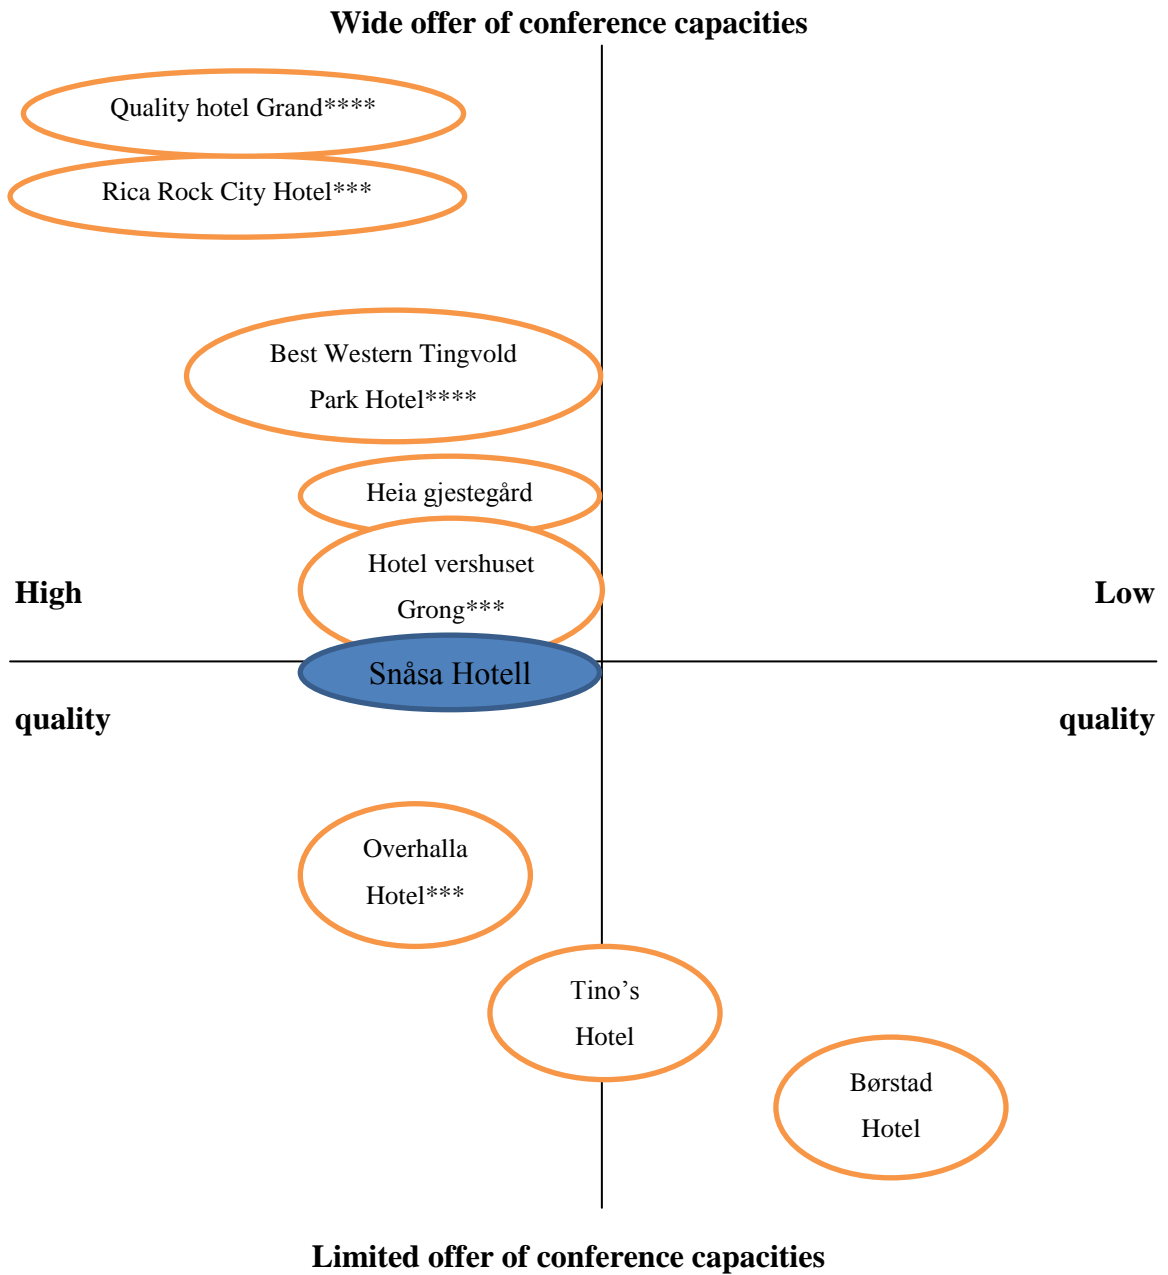 Wide offer of conference capacities
Quality hotel Grand****
Rica Rock City Hotel***
Best Western Tingvold
Park Hotel****
Heia gjestegård
Hotel vershuset
Grong***
High
Low
Snåsa Hotell
quality
quality
Overhalla
Hotel***
Tino’s
Hotel
Børstad
Hotel
Limited offer of conference capacities